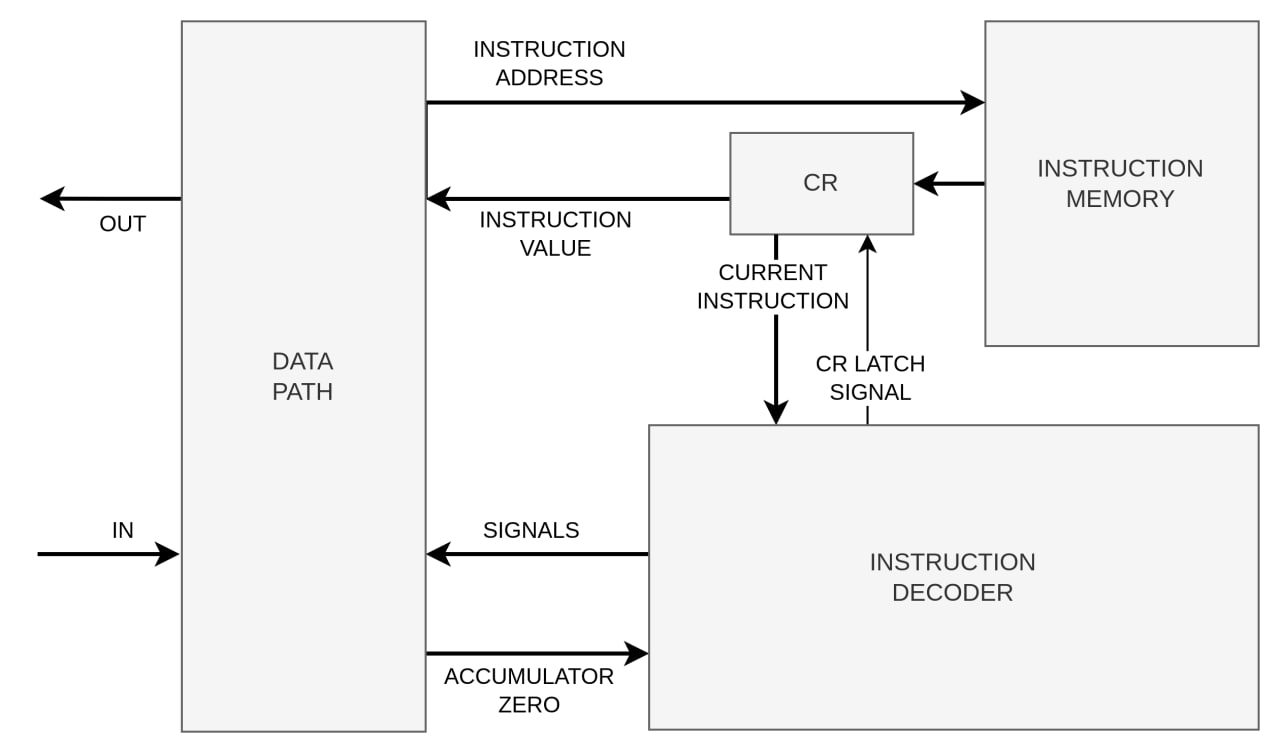 INSTRUCTION
ADDRESS
INSTRUCTION
MEMORY
CR
OUT
INSTRUCTION
VALUE
CURRENT
INSTRUCTION
DATA
PATH
CR LATCH
SIGNAL
IN
SIGNALS
INSTRUCTION
DECODER
ACCUMULATOR
ZERO